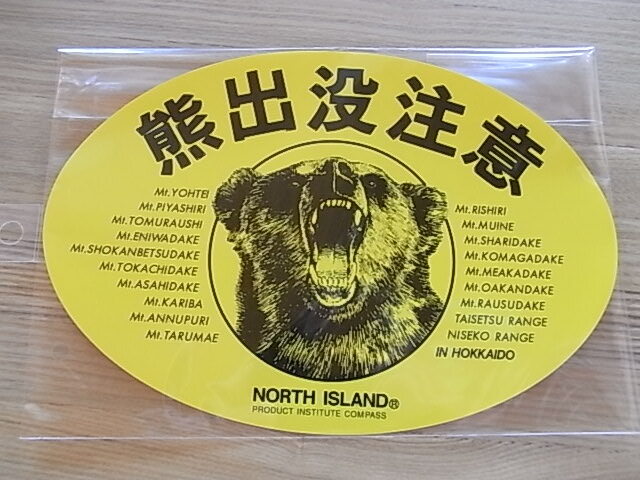 熊出没注意
Mt.YOHTEI
Mt.PIYASHIRI
Mt.TOMURAUSHI
Mt.ENIWADAKE
Mt.SHOKANBETSUDAKE
Mt.TOKACHIDAKE
Mt.ASAHIDAKE
Mt.KARIBA
Mt.ANNUPURI
Mt.TARUMAE
Mt.RISHIRI
Mt.MUINE
Mt.SHARIDAKE
Mt.KOMAGADAKE
Mt.MEAKADAKE
Mt.OAKANDAKE
Mt.RAUSUDAKE
TAISETSU RANGE
NISEKO RANGE
IN HOKKAIDO
NORTH ISLAND®
PRODUCT INSTITUTE COMPASS